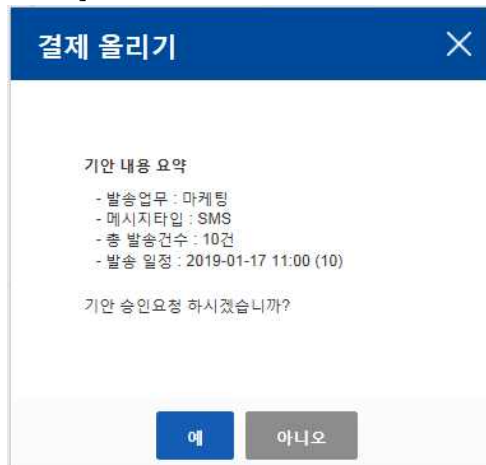 결제 올리기
기안 내용 요약
- 발송업무 : 마케팅
- 메시지타입 : SMS
- 총 발송건수 : 10건
- 발송 일정 : 2019-01-17 11:00 (10)
기안 승인요청 하시겠습니까?
예
아니오